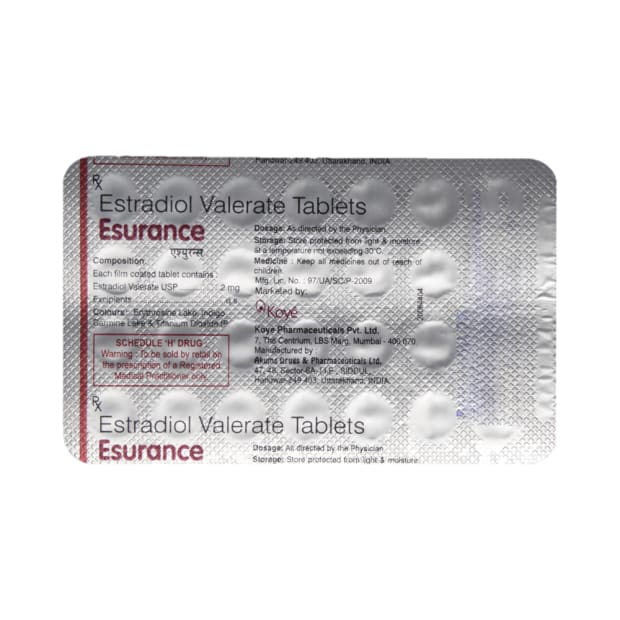 Haridwar-249 403, Uttarakhand, INDIA
Rx
Estradiol Valerate Tablets
Esurance
एश्युरन्स
Composition:
Each film coated tablet contains :
Estradiol Valerate USP 2 mg
Excipients q.s.
Colours : Erythrosine Lake, Indigo
Carmine Lake & Titanium Dioxide IP
SCHEDULE 'H' DRUG
Warning : To be sold by retail on
the prescription of a Registered
Medical Practitioner only.
Dosage: As directed by the Physician.
Storage: Store protected from light & moisture
at a temperature not exceeding 30°C.
Medicine : Keep all medicines out of reach of
children.
Mfg. Lic. No. : 97/UA/SC/P-2009
Marketed by:
Koye
Koye Pharmaceuticals Pvt. Ltd.
7, The Centrium, LBS Marg, Mumbai - 400 070
Manufactured by :
Akums Drugs & Pharmaceuticals Ltd.
47, 48, Sector-6A, I.I.E., SIDCUL,
Haridwar-249 403, Uttarakhand, INDIA.
Rx
Estradiol Valerate Tablets
Esurance
Dosage: As directed by the Physician
Storage: Store protected from light & moisture